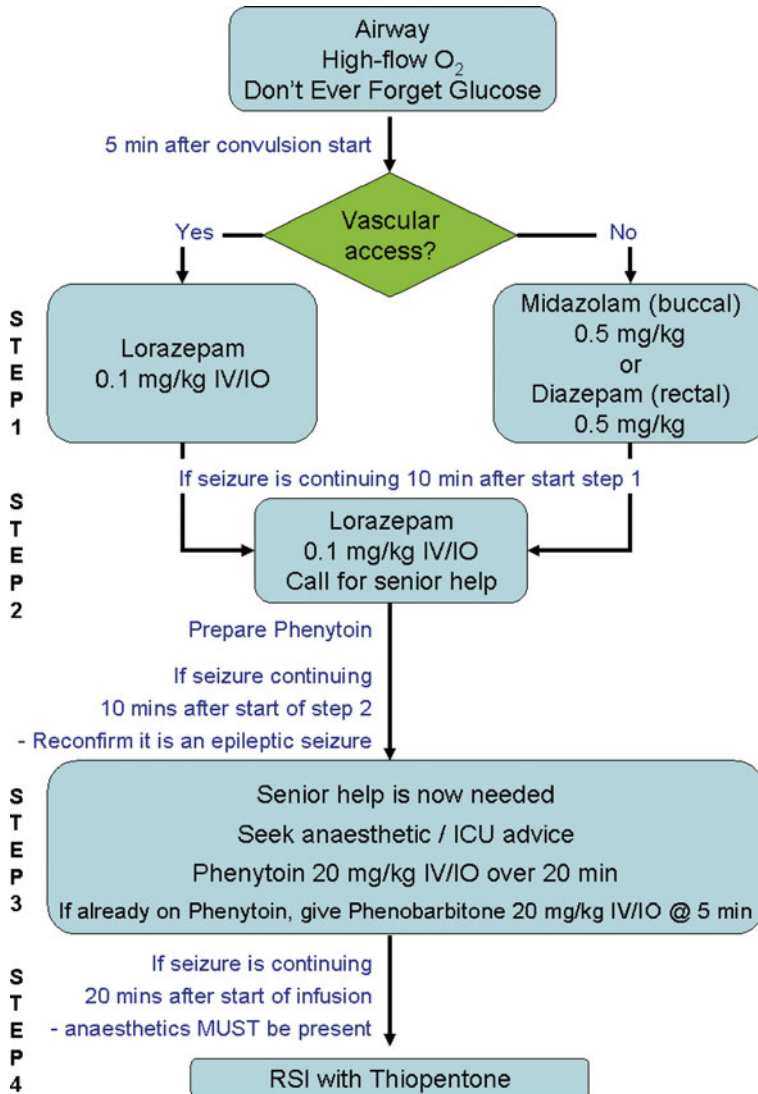 Airway
High-flow O₂
Don't Ever Forget Glucose
5 min after convulsion start
Vascular
access?
Yes
No
STEP 1
Lorazepam
0.1 mg/kg IV/IO
Midazolam (buccal)
0.5 mg/kg
or
Diazepam (rectal)
0.5 mg/kg
If seizure is continuing 10 min after start step 1
STEP 2
Lorazepam
0.1 mg/kg IV/IO
Call for senior help
Prepare Phenytoin
If seizure continuing
10 mins after start of step 2
- Reconfirm it is an epileptic seizure
STEP 3
Senior help is now needed
Seek anaesthetic / ICU advice
Phenytoin 20 mg/kg IV/IO over 20 min
If already on Phenytoin, give Phenobarbitone 20 mg/kg IV/IO @ 5 min
STEP 4
If seizure is continuing
20 mins after start of infusion
- anaesthetics MUST be present
RSI with Thiopentone